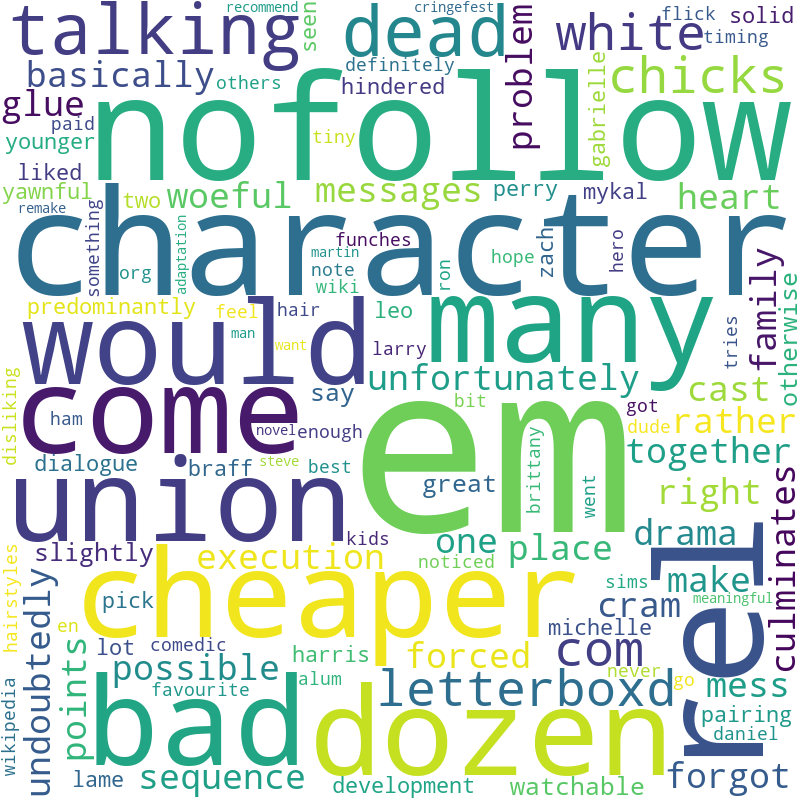 recommend
cringefest
talking
seen
dead
white
flick
solid
timing
basically
others
definitely
hindered
problem
gabrielle
chicks
glue
paid
younger
nofollow
tiny
liked
yawnful
remake
two
woeful
messages
perry
mykal
heart
something
character
org
adaptation
funches
martin
note
wiki
ron
hope
zach
hero
predominantly
feel
hair
leo
many
family
otherwise
would
man
want
larry
tries
disliking
come
unfortunately
say
bit
got
cast
ham
novel
enough
em
dude
rather
dialogue
braff
steve
best
great
brittany
went
together
union
right
culminates
kids
one
place
drama
rel
hairstyles
slightly
execution
noticed
sims
make
meaningful
undoubtedly
en
cheaper
pick
cram
michelle
lot
comedic
harris
forced
com
never
go
wikipedia
points
possible
favourite
alum
letterboxd
mess
pairing
daniel
bad
dozen
forgot
lame
sequence
development
watchable